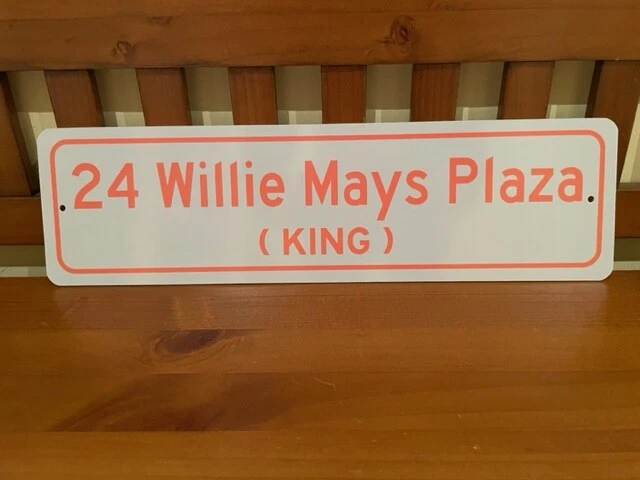 24 Willie Mays Plaza
( KING )